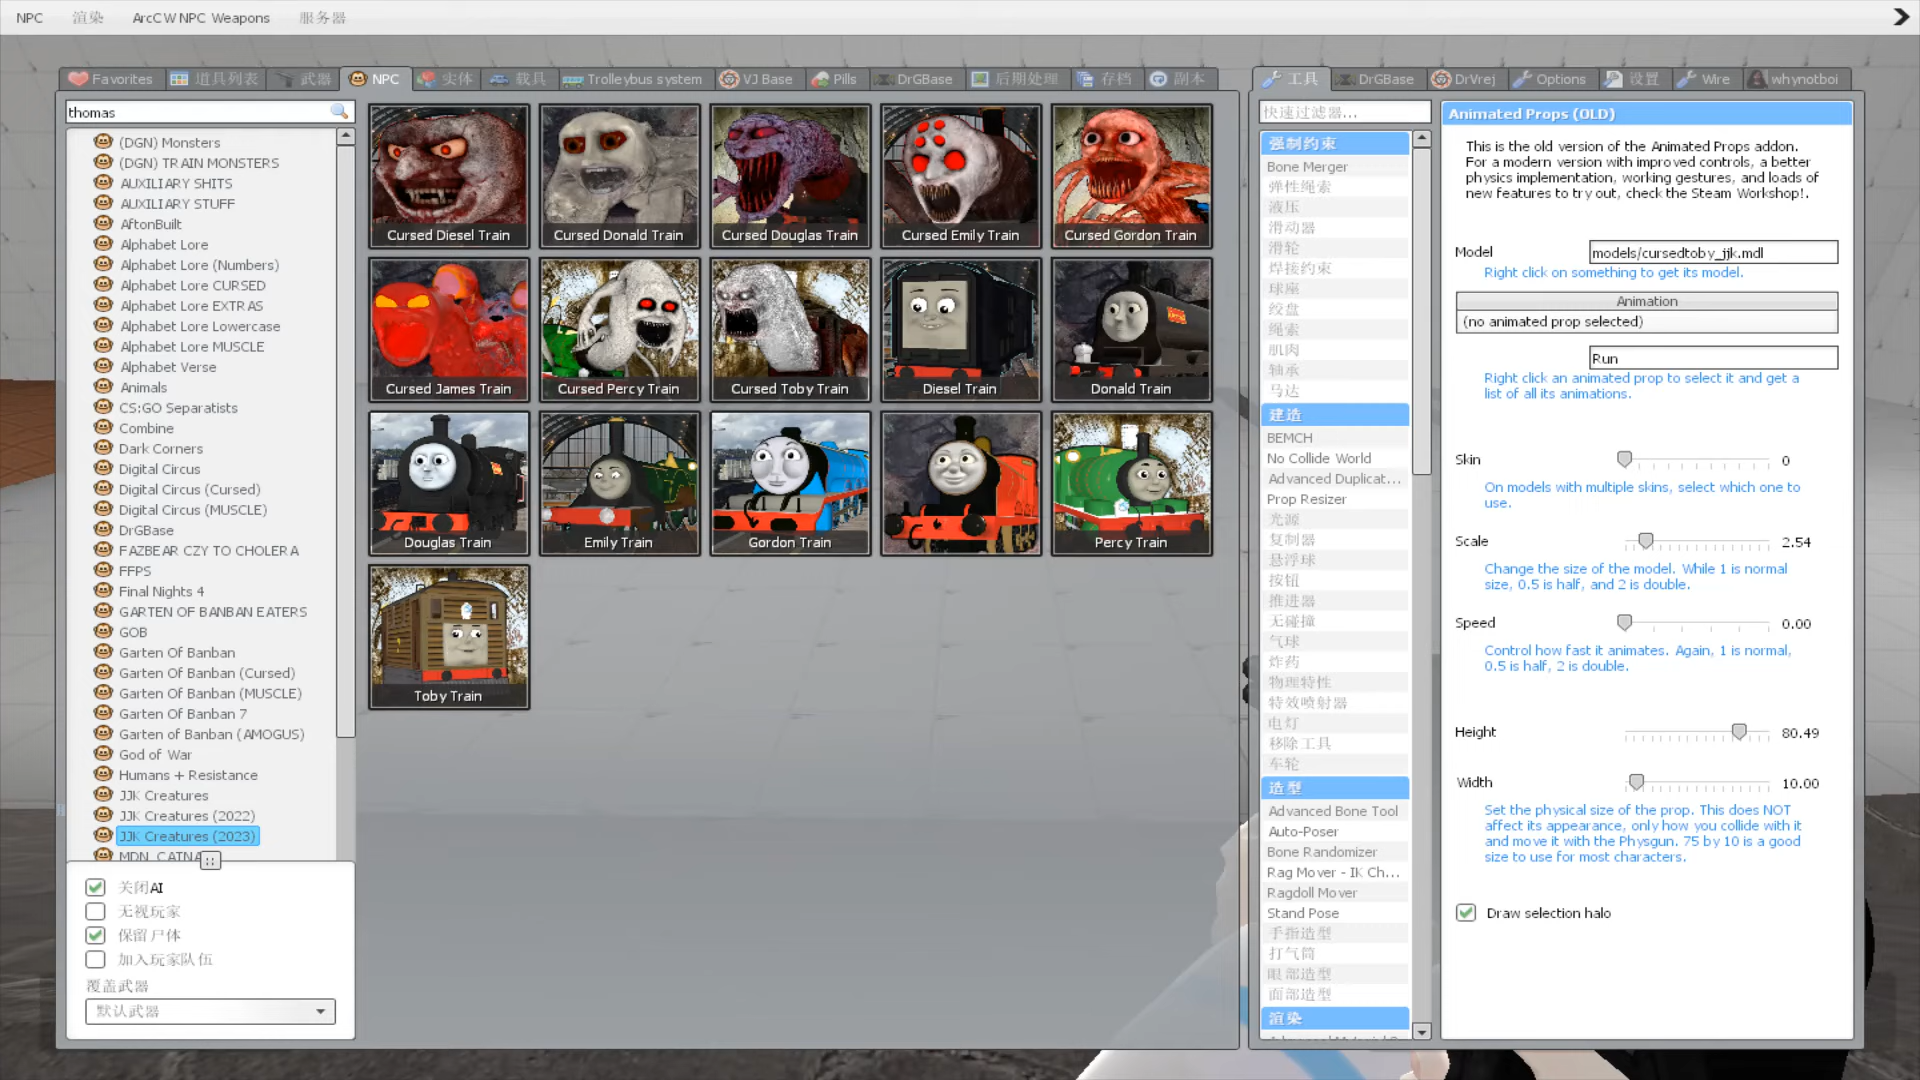 NPC 渲染 ArcCW NPC Weapons 服务器
Favorites 道具列表 武器 NPC 实体 载具 Trolleybus system VJ Base Pills DrGBase 后期处理 存档 副本
工具 DrGBase DrVrej Options 设置 Wire whynotboi
thomas
(DGN) Monsters
(DGN) TRAIN MONSTERS
AUXILIARY SHITS
AUXILIARY STUFF
AftonBuilt
Alphabet Lore
Alphabet Lore (Numbers)
Alphabet Lore CURSED
Alphabet Lore EXTRAS
Alphabet Lore Lowercase
Alphabet Lore MUSCLE
Alphabet Verse
Animals
CS:GO Separatists
Combine
Dark Corners
Digital Circus
Digital Circus (Cursed)
Digital Circus (MUSCLE)
DrGBase
FAZBEAR CZY TO CHOLERA
FFPS
Final Nights 4
GARTEN OF BANBAN EATERS
GOB
Garten Of Banban
Garten Of Banban (Cursed)
Garten Of Banban (MUSCLE)
Garten Of Banban 7
Garten of Banban (AMOGUS)
God of War
Humans + Resistance
JJK Creatures
JJK Creatures (2022)
JJK Creatures (2023)
关闭AI
无视玩家
保留尸体
加入玩家队伍
覆盖武器
默认武器
Cursed Diesel Train
Cursed Donald Train
Cursed Douglas Train
Cursed Emily Train
Cursed Gordon Train
Cursed James Train
Cursed Percy Train
Cursed Toby Train
Diesel Train
Donald Train
Douglas Train
Emily Train
Gordon Train
Percy Train
Toby Train
快速过滤器...
强制约束
Bone Merger
弹性绳索
液压
滑动器
滑轮
焊接约束
球座
绞盘
绳索
肌肉
轴承
马达
建造
BEMCH
No Collide World
Advanced Duplicat...
Prop Resizer
光源
复制器
悬浮球
按钮
推进器
无碰撞
气球
炸药
物理特性
特效喷射器
电灯
移除工具
车轮
造型
Advanced Bone Tool
Auto-Poser
Bone Randomizer
Rag Mover - IK Ch...
Ragdoll Mover
Stand Pose
手指造型
打气筒
眼部造型
面部造型
渲染
Animated Props (OLD)
This is the old version of the Animated Props addon.
For a modern version with improved controls, a better
physics implementation, working gestures, and loads of
new features to try out, check the Steam Workshop!.
Model
models/cursedtoby_jjk.mdl
Right click on something to get its model.
Animation
(no animated prop selected)
Run
Right click an animated prop to select it and get a
list of all its animations.
Skin 0
On models with multiple skins, select which one to
use.
Scale 2.54
Change the size of the model. While 1 is normal
size, 0.5 is half, and 2 is double.
Speed 0.00
Control how fast it animates. Again, 1 is normal,
0.5 is half, 2 is double.
Height 80.49
Width 10.00
Set the physical size of the prop. This does NOT
affect its appearance, only how you collide with it
and move it with the Physgun. 75 by 10 is a good
size to use for most characters.
Draw selection halo